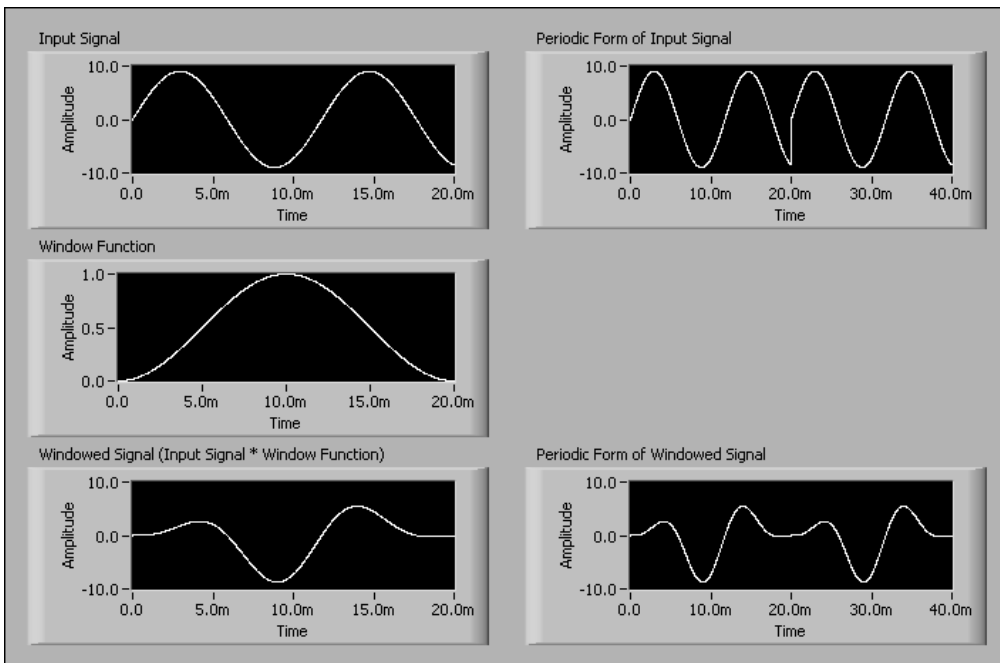 Input Signal
Periodic Form of Input Signal
10.0
0.0
-10.0
Amplitude
0.0 5.0m 10.0m 15.0m 20.0m
Time
10.0
0.0
-10.0
Amplitude
0.0 10.0m 20.0m 30.0m 40.0m
Time
Window Function
1.0
0.5
0.0
Amplitude
0.0 5.0m 10.0m 15.0m 20.0m
Time
Windowed Signal (Input Signal * Window Function)
Periodic Form of Windowed Signal
10.0
0.0
-10.0
Amplitude
0.0 5.0m 10.0m 15.0m 20.0m
Time
10.0
0.0
-10.0
Amplitude
0.0 10.0m 20.0m 30.0m 40.0m
Time